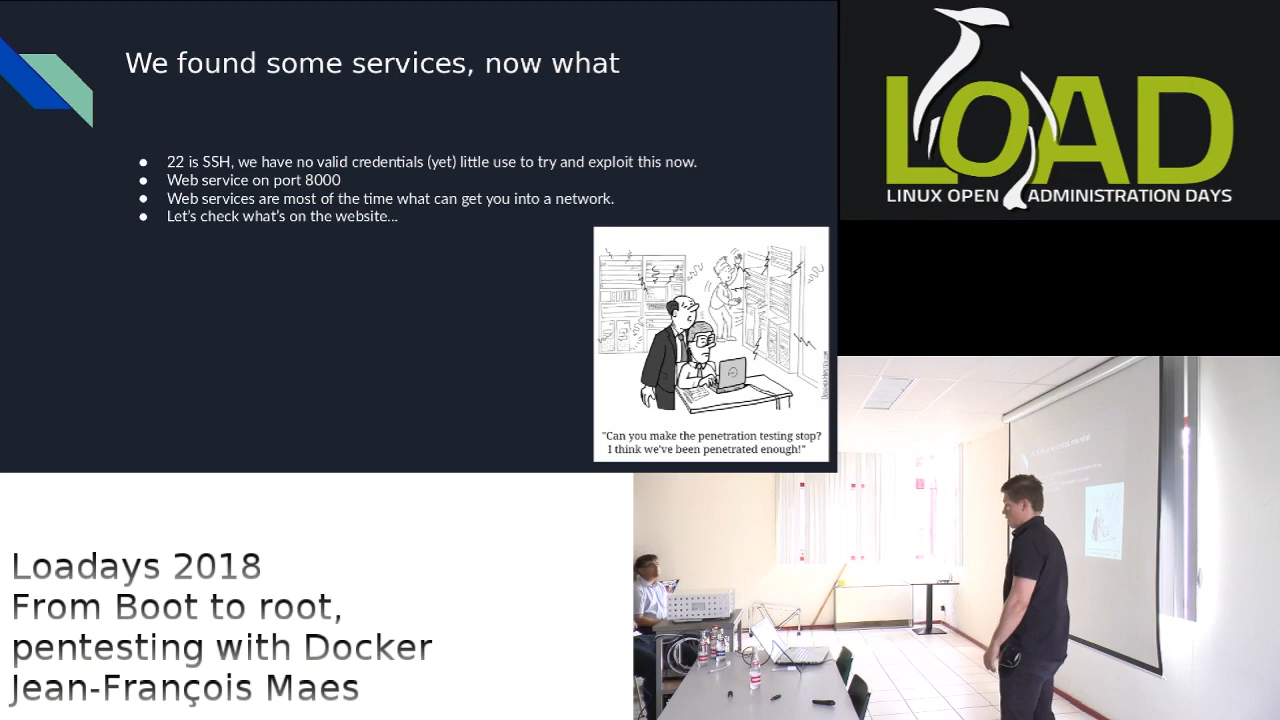 We found some services, now what
● 22 is SSH, we have no valid credentials (yet) little use to try and exploit this now.
● Web service on port 8000
● Web services are most of the time what can get you into a network.
● Let's check what's on the website...
"Can you make the penetration testing stop?
I think we've been penetrated enough!"
LOAD
LINUX OPEN ADMINISTRATION DAYS
Loadays 2018
From Boot to root,
pentesting with Docker
Jean-François Maes